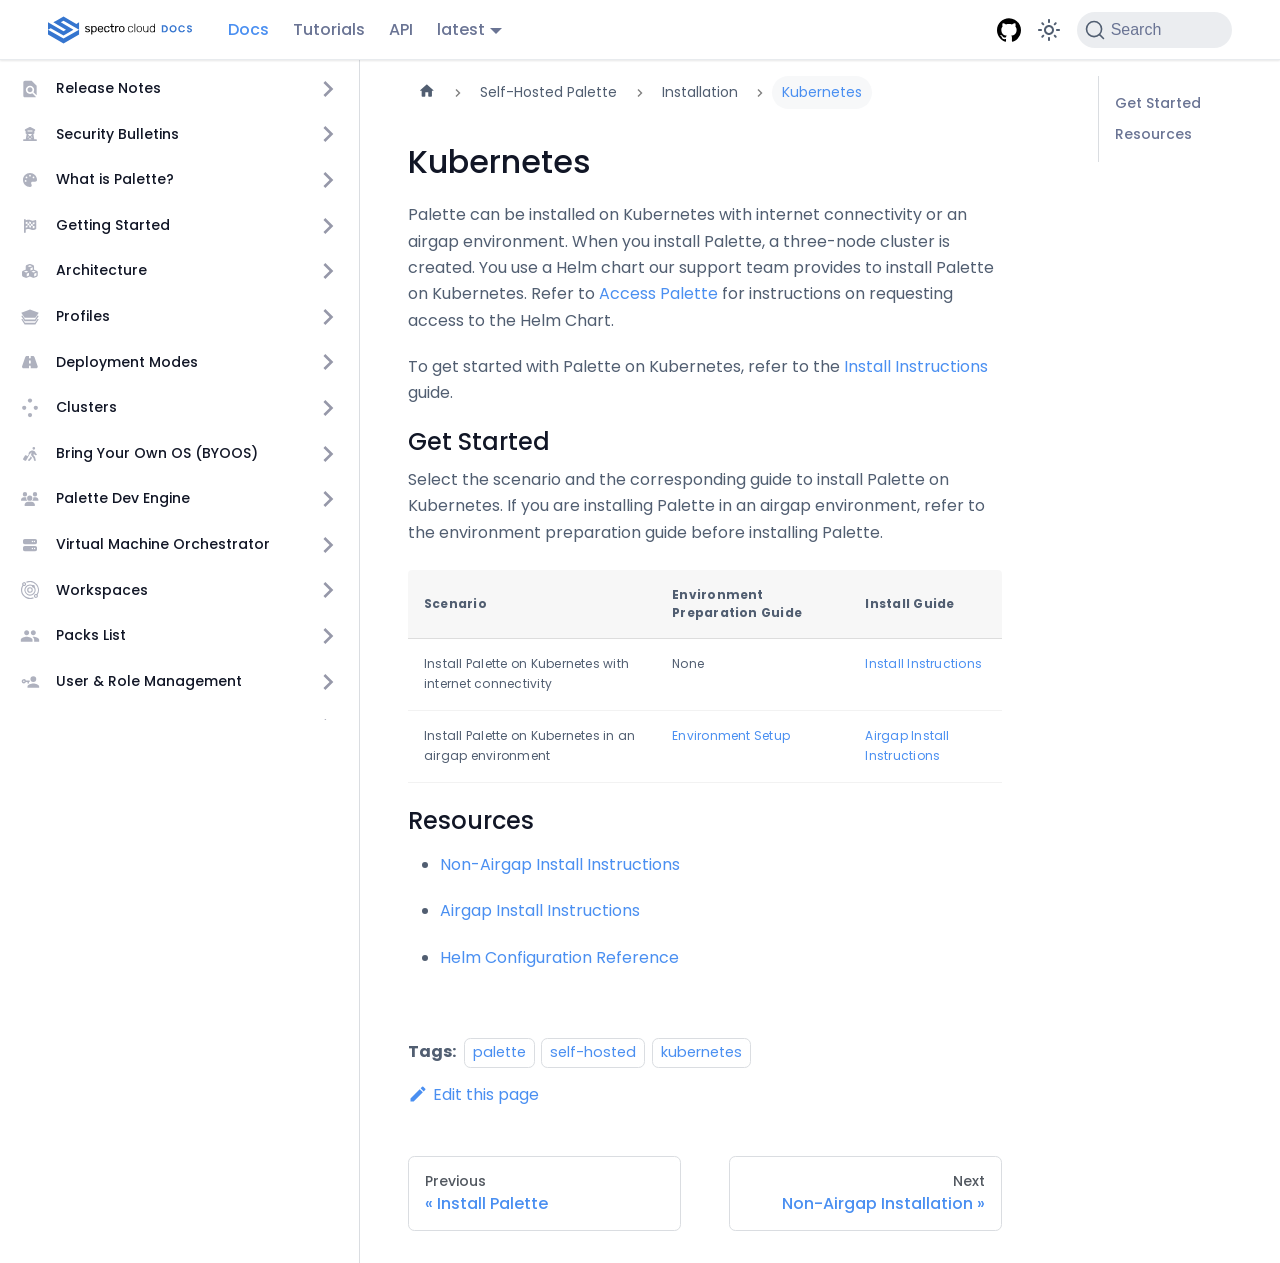 spectro cloud DOCS
Docs
Tutorials
API
latest
Search
Release Notes
Security Bulletins
What is Palette?
Getting Started
Architecture
Profiles
Deployment Modes
Clusters
Bring Your Own OS (BYOOS)
Palette Dev Engine
Virtual Machine Orchestrator
Workspaces
Packs List
User & Role Management
Self-Hosted Palette
Installation
Kubernetes
Kubernetes
Palette can be installed on Kubernetes with internet connectivity or an
airgap environment. When you install Palette, a three-node cluster is
created. You use a Helm chart our support team provides to install Palette
on Kubernetes. Refer to Access Palette for instructions on requesting
access to the Helm Chart.
To get started with Palette on Kubernetes, refer to the Install Instructions
guide.
Get Started
Select the scenario and the corresponding guide to install Palette on
Kubernetes. If you are installing Palette in an airgap environment, refer to
the environment preparation guide before installing Palette.
Scenario
Environment
Preparation Guide
Install Guide
Install Palette on Kubernetes with
internet connectivity
None
Install Instructions
Install Palette on Kubernetes in an
airgap environment
Environment Setup
Airgap Install
Instructions
Resources
Non-Airgap Install Instructions
Airgap Install Instructions
Helm Configuration Reference
Tags: palette self-hosted kubernetes
Edit this page
Previous
« Install Palette
Next
Non-Airgap Installation »
Get Started
Resources